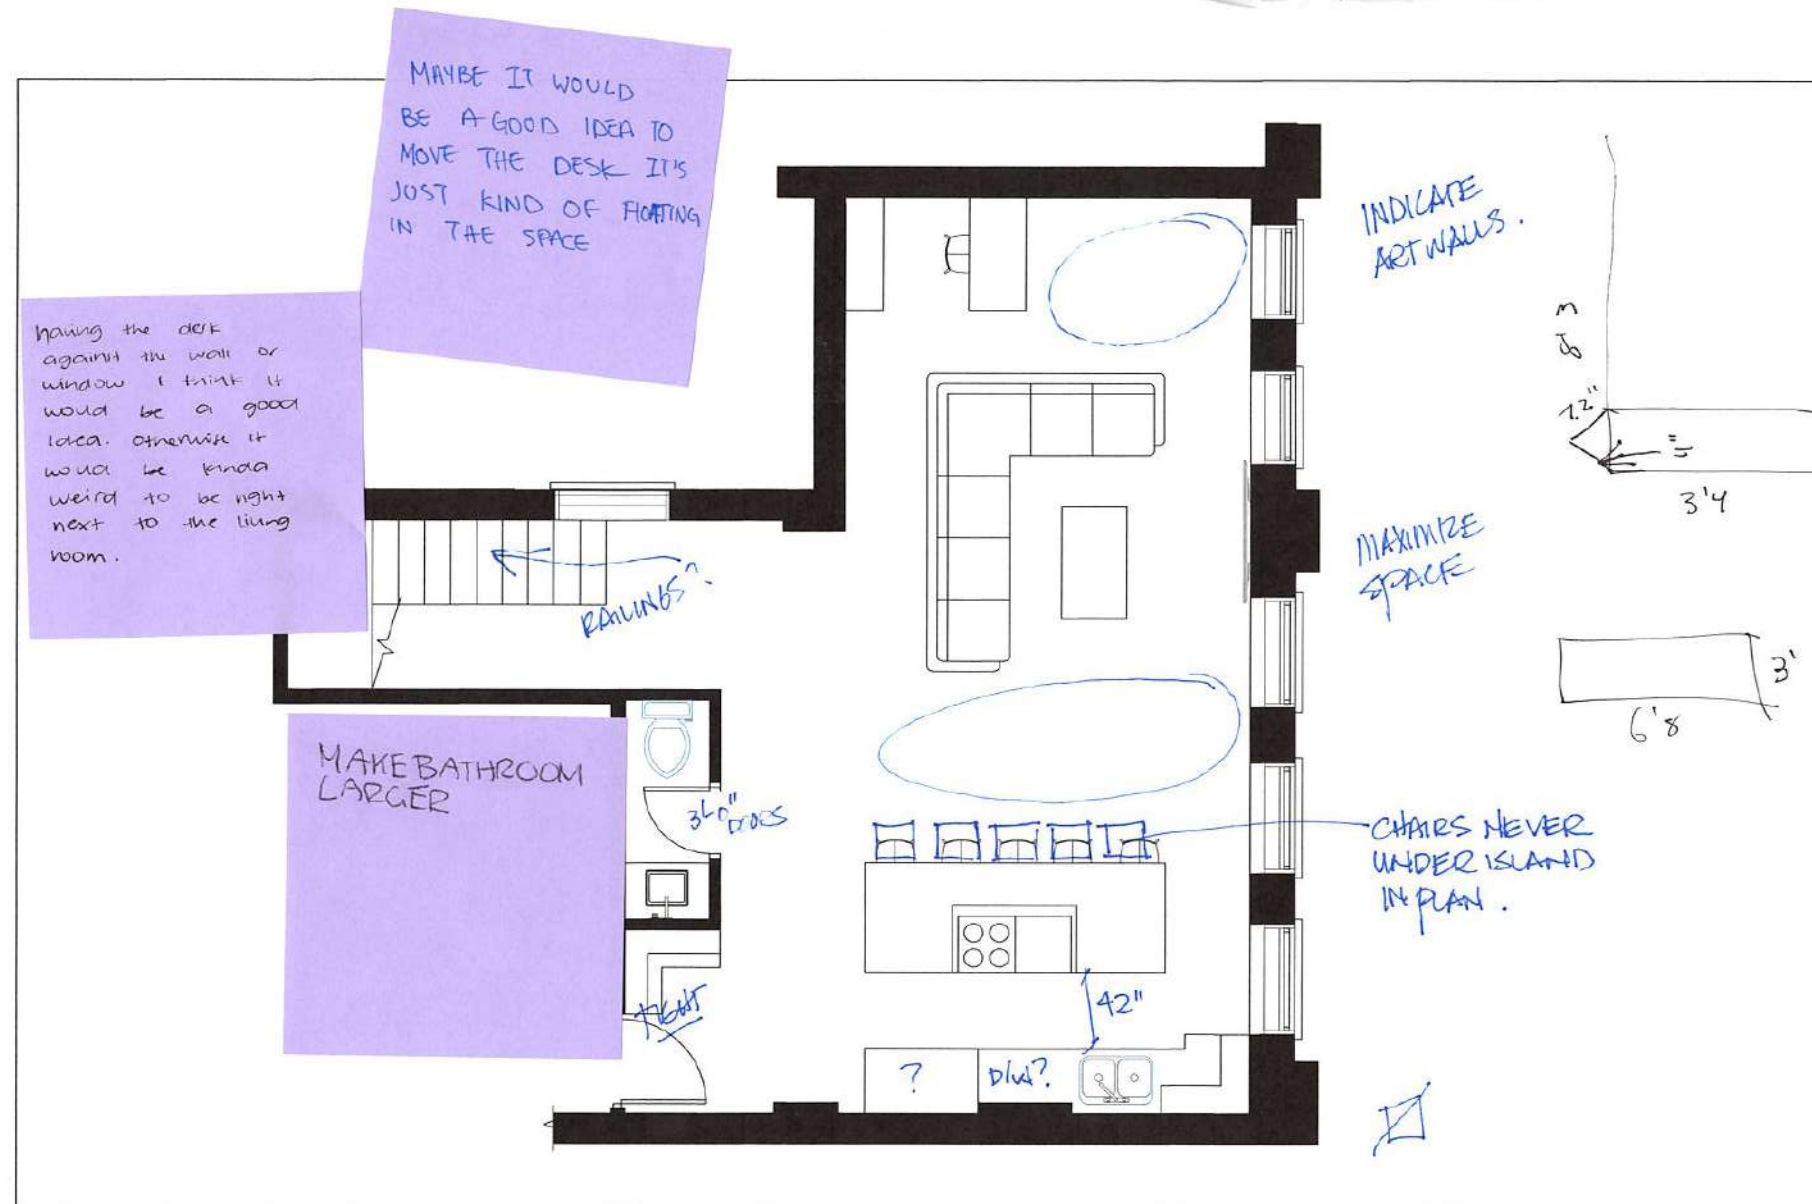 MAYBE IT WOULD
BE A GOOD IDEA TO
MOVE THE DESK IT'S
JUST KIND OF FLOATING
IN THE SPACE
having the desk
against the wall or
window I think it
would be a good
idea. Otherwise it
would be kinda
weird to be right
next to the living
room.
INDICATE
ART WALLS.
3'4
MAXIMIZE
SPACE
3'
6'8
RAILINGS?
MAKE BATHROOM
LARGER
DOORS
CHAIRS NEVER
UNDER ISLAND
IN PLAN.
TIGHT
42"
?
D/W?